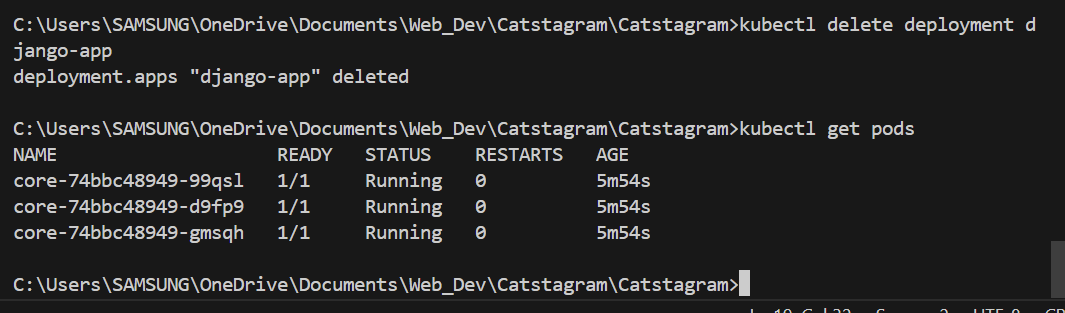 C:\Users\SAMSUNG\OneDrive\Documents\Web_Dev\Catstagram\Catstagram>kubectl delete deployment d
jango-app
deployment.apps "django-app" deleted
C:\Users\SAMSUNG\OneDrive\Documents\Web_Dev\Catstagram\Catstagram>kubectl get pods
NAME READY STATUS RESTARTS AGE
core-74bbc48949-99qsl 1/1 Running 0 5m54s
core-74bbc48949-d9fp9 1/1 Running 0 5m54s
core-74bbc48949-gmsqh 1/1 Running 0 5m54s
C:\Users\SAMSUNG\OneDrive\Documents\Web_Dev\Catstagram\Catstagram>